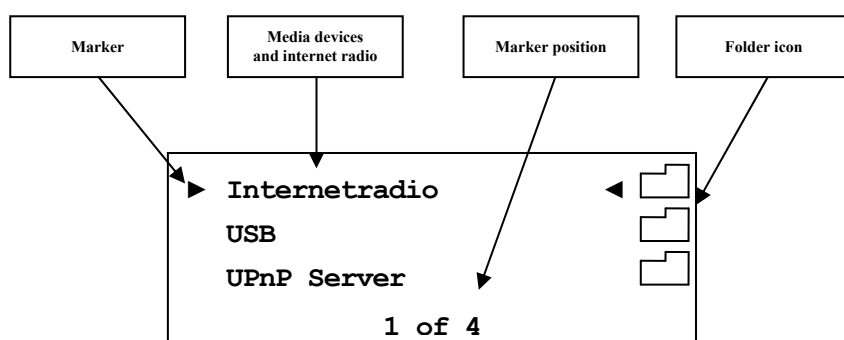 Marker
Media devices
and internet radio
Marker position
Folder icon
► Internetradio ◄
USB
UPnP Server
1 of 4